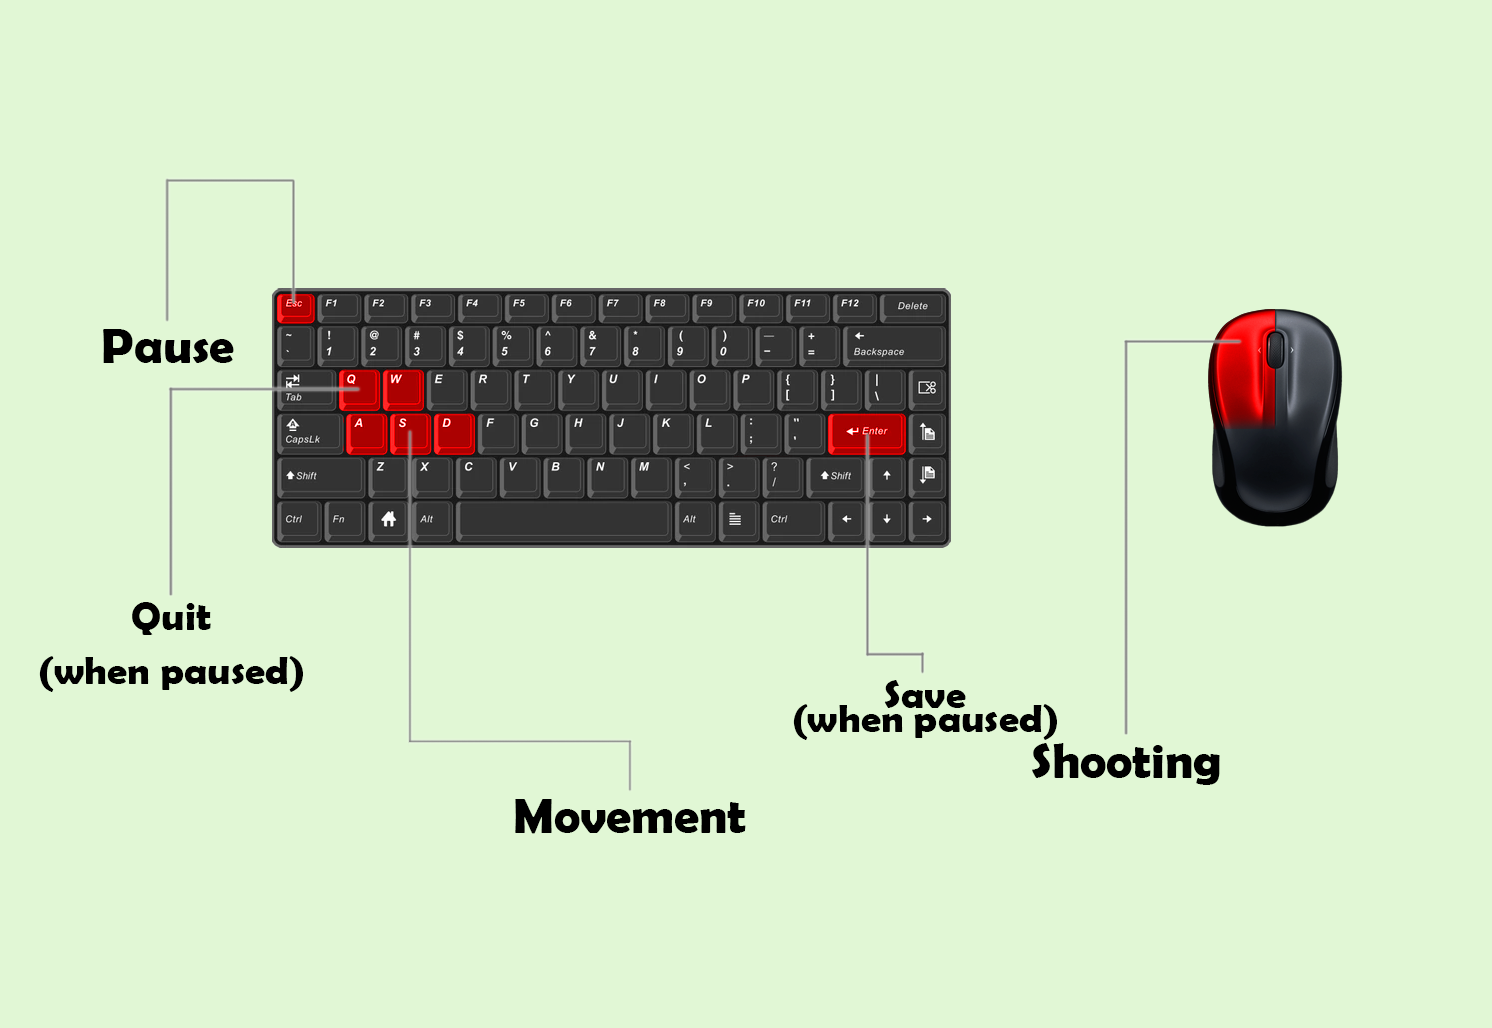 Esc F1 F2 F3 F4 F5 F6 F7 F8 F9 F10 F11 F12 Delete
~ ! @ # $ % ^ & * ( ) — + ←
` 1 2 3 4 5 6 7 8 9 0 - = Backspace
Pause
Q W E R T Y U I O P { } |
Tab [ ] \
A S D F G H J K L : " ↵ Enter
CapsLk ; '
Shift Z X C V B N M < > ? Shift ↑
, . /
Ctrl Fn Alt Alt Ctrl ← ↓ →
Quit
(when paused)
Save
(when paused)
Shooting
Movement